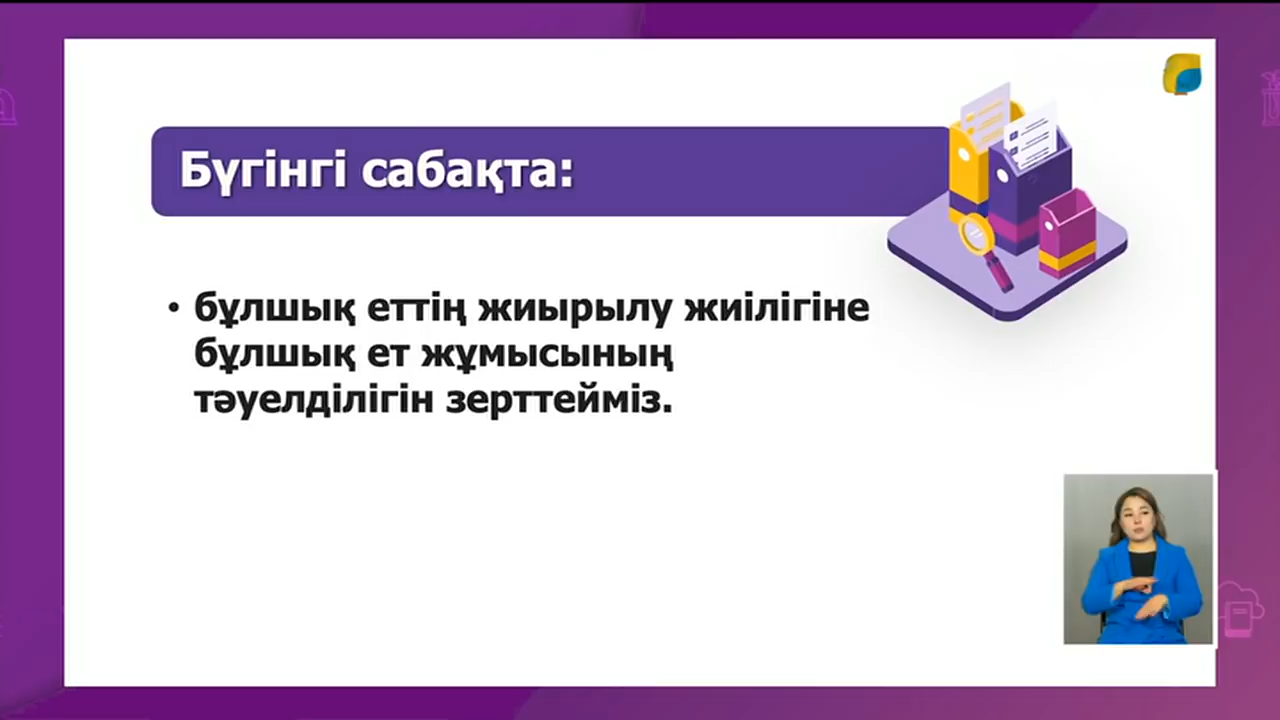 Бүгінгі сабақта:
• бұлшық еттің жиырылу жиілігіне
бұлшық ет жұмысының
тәуелділігін зерттейміз.